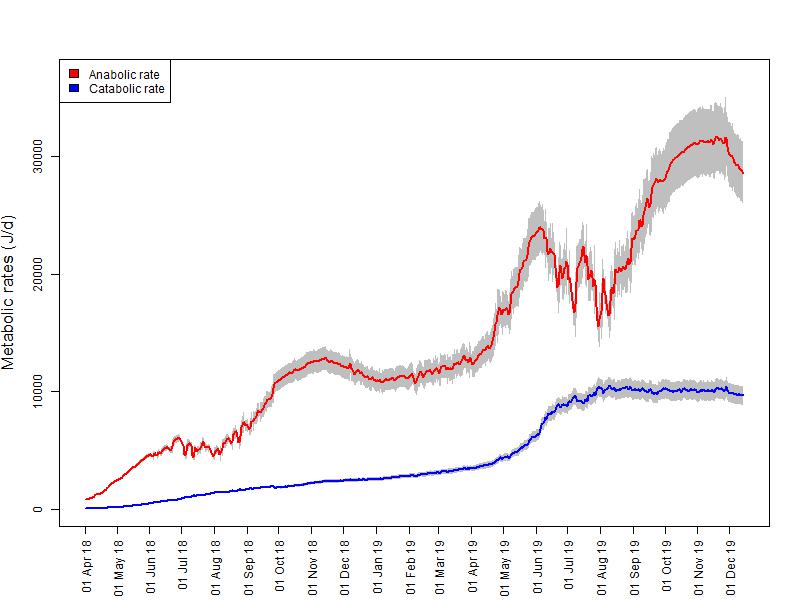 Anabolic rate
Catabolic rate
Metabolic rates (J/d)
30000
20000
10000
0
01 Apr 18
01 May 18
01 Jun 18
01 Jul 18
01 Aug 18
01 Sep 18
01 Oct 18
01 Nov 18
01 Dec 18
01 Jan 19
01 Feb 19
01 Mar 19
01 Apr 19
01 May 19
01 Jun 19
01 Jul 19
01 Aug 19
01 Sep 19
01 Oct 19
01 Nov 19
01 Dec 19